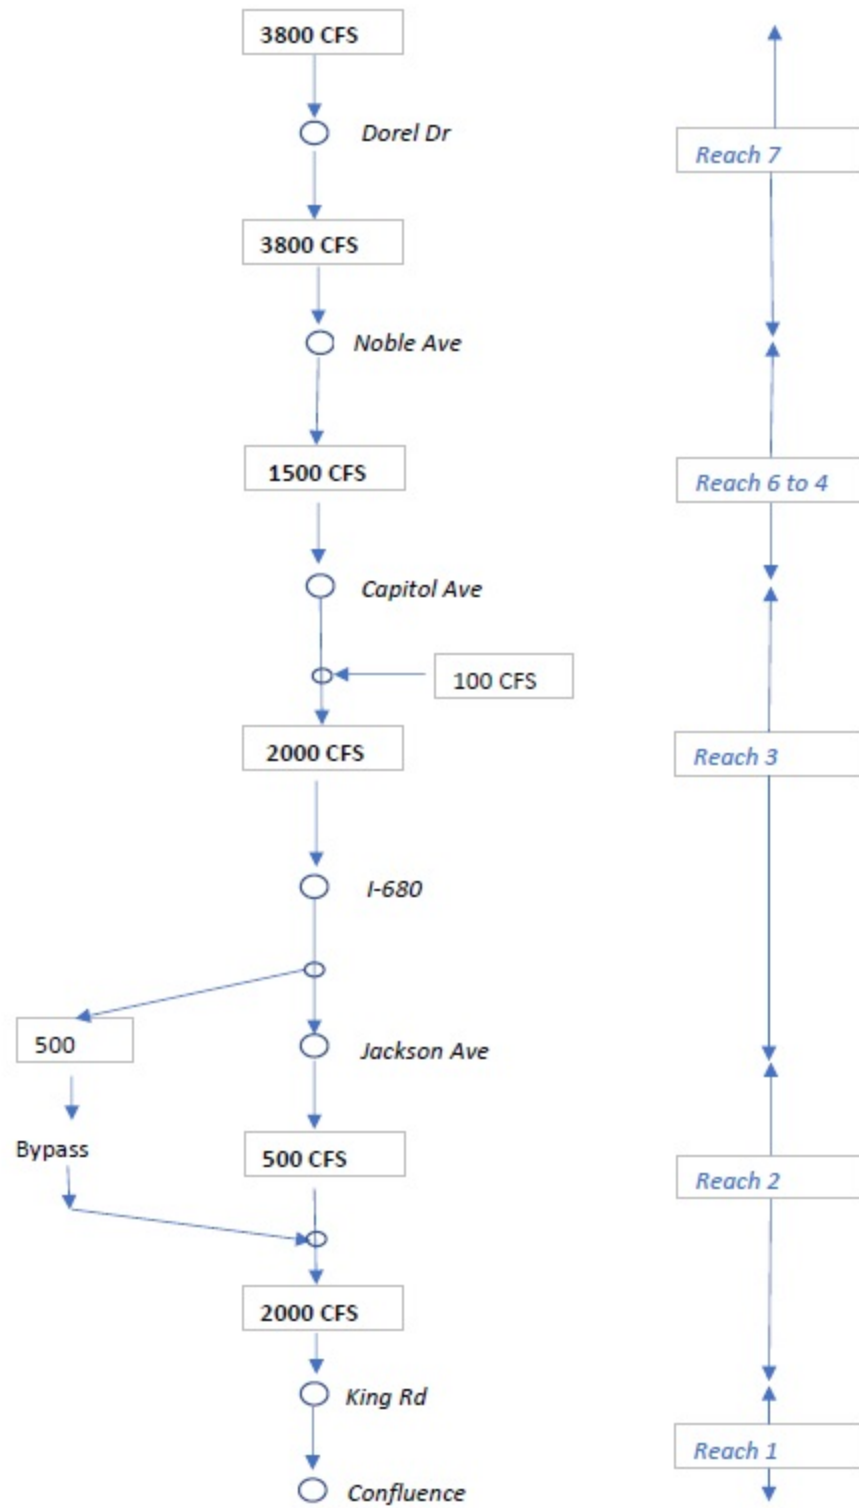 3800 CFS
Dorel Dr
Reach 7
3800 CFS
Noble Ave
1500 CFS
Reach 6 to 4
Capitol Ave
100 CFS
2000 CFS
Reach 3
I-680
500
Jackson Ave
Bypass
500 CFS
Reach 2
2000 CFS
King Rd
Reach 1
Confluence